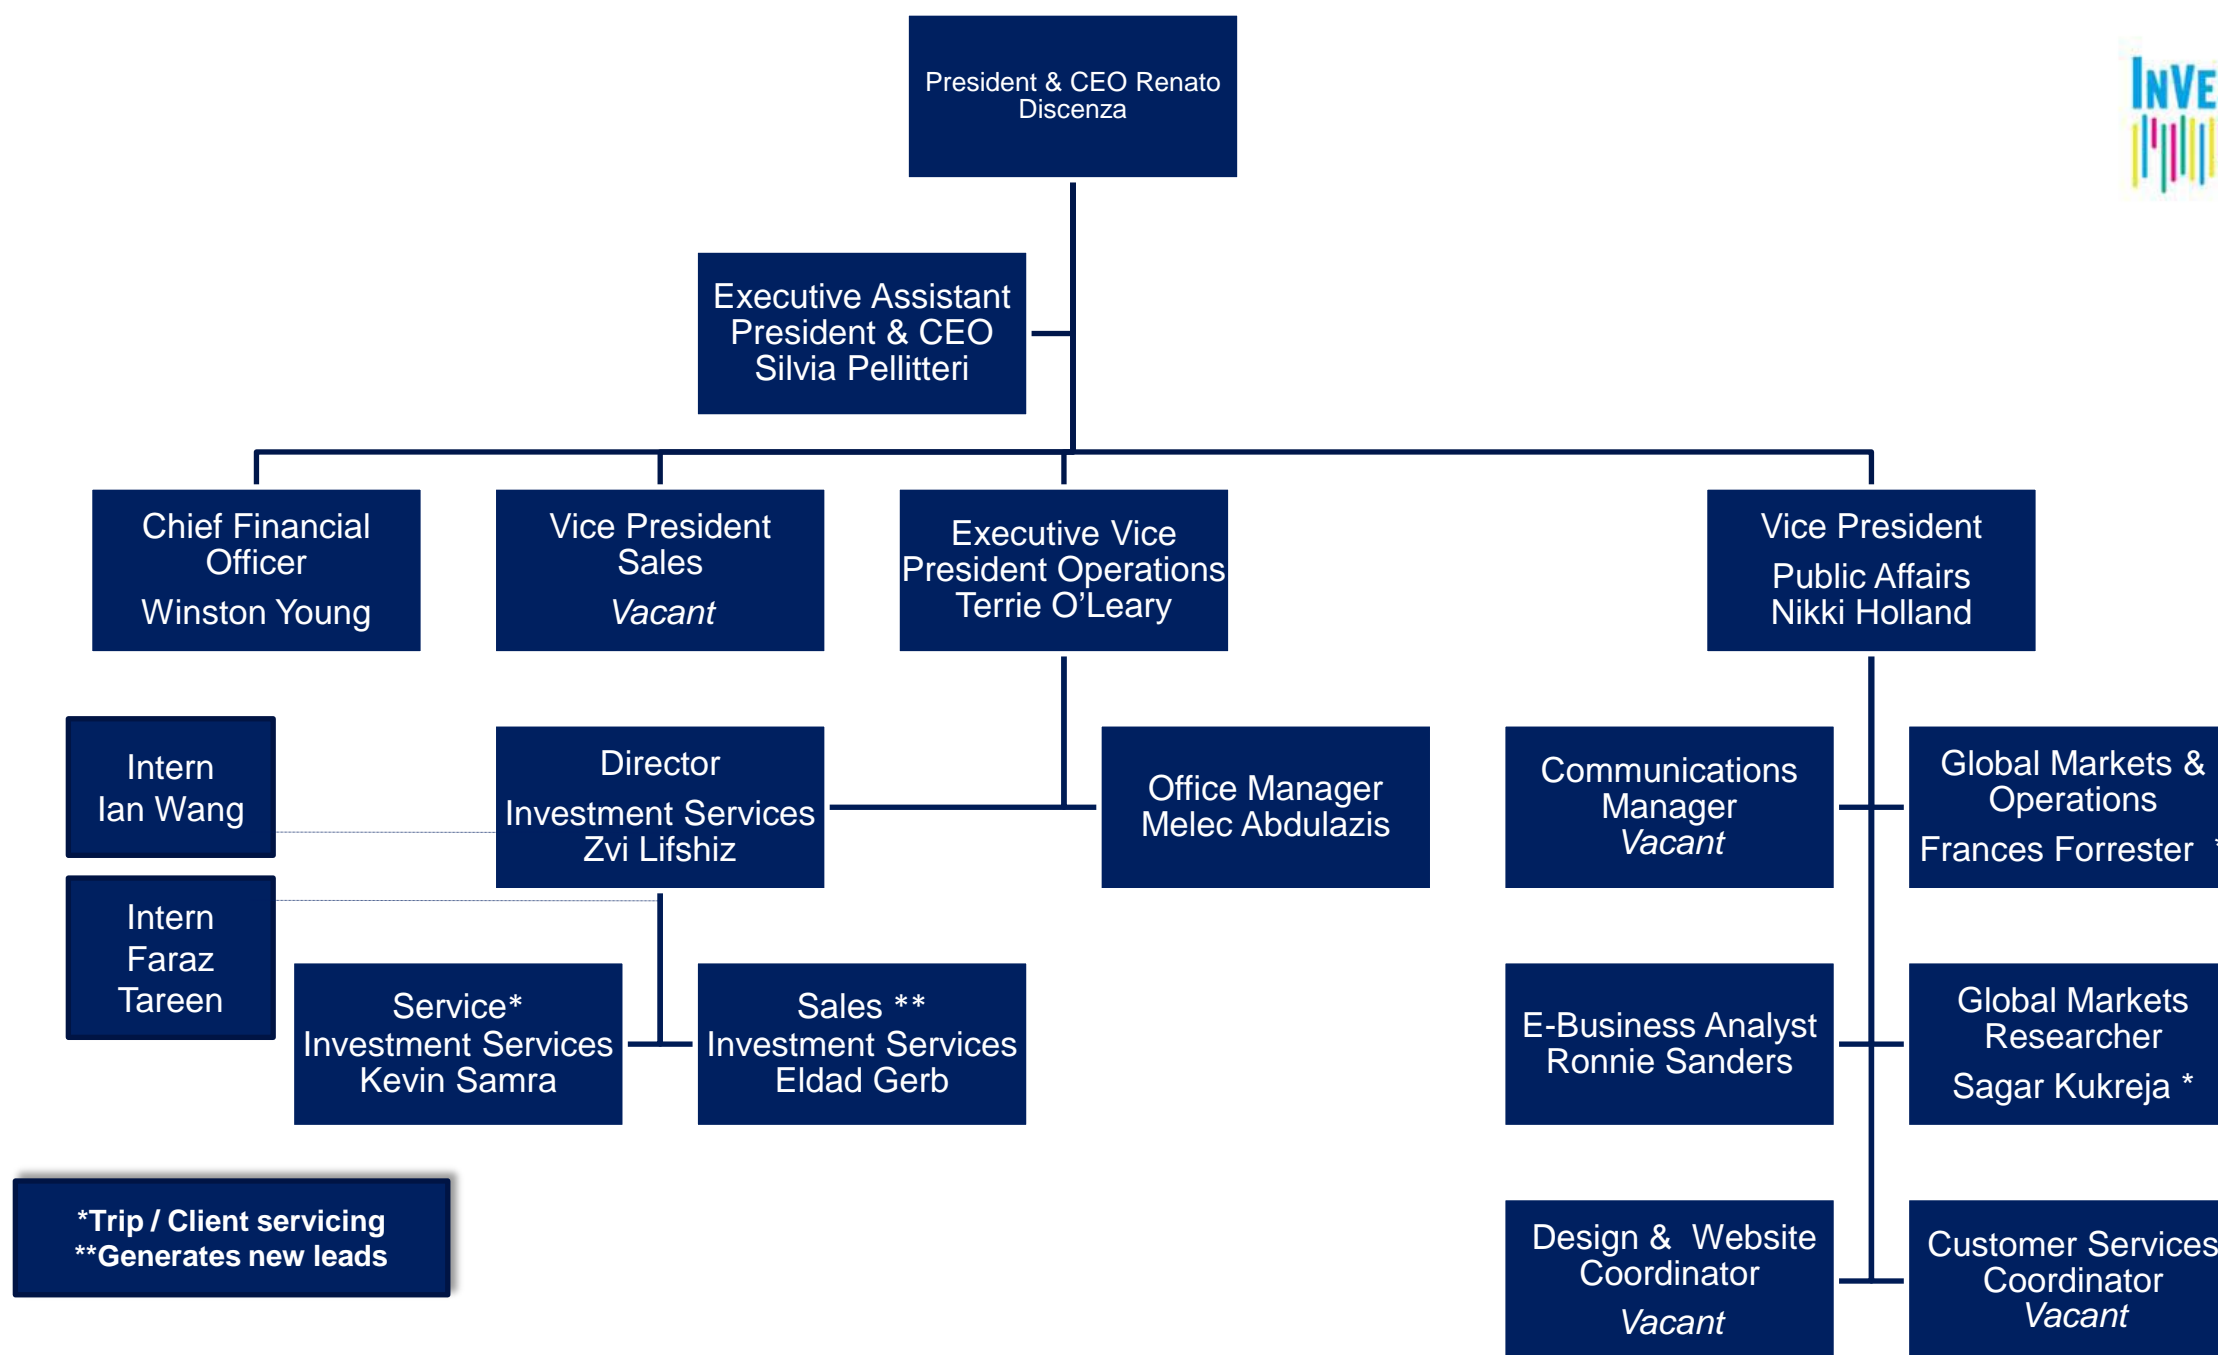 President & CEO Renato
Discenza
INVE
Executive Assistant
President & CEO
Silvia Pellitteri
Chief Financial
Officer
Winston Young
Vice President
Sales
Vacant
Executive Vice
President Operations
Terrie O’Leary
Vice President
Public Affairs
Nikki Holland
Intern
Ian Wang
Director
Investment Services
Zvi Lifshiz
Office Manager
Melec Abdulazis
Communications
Manager
Vacant
Global Markets &
Operations
Frances Forrester *
Intern
Faraz
Tareen
Service*
Investment Services
Kevin Samra
Sales **
Investment Services
Eldad Gerb
E-Business Analyst
Ronnie Sanders
Global Markets
Researcher
Sagar Kukreja *
*Trip / Client servicing
**Generates new leads
Design & Website
Coordinator
Vacant
Customer Services
Coordinator
Vacant